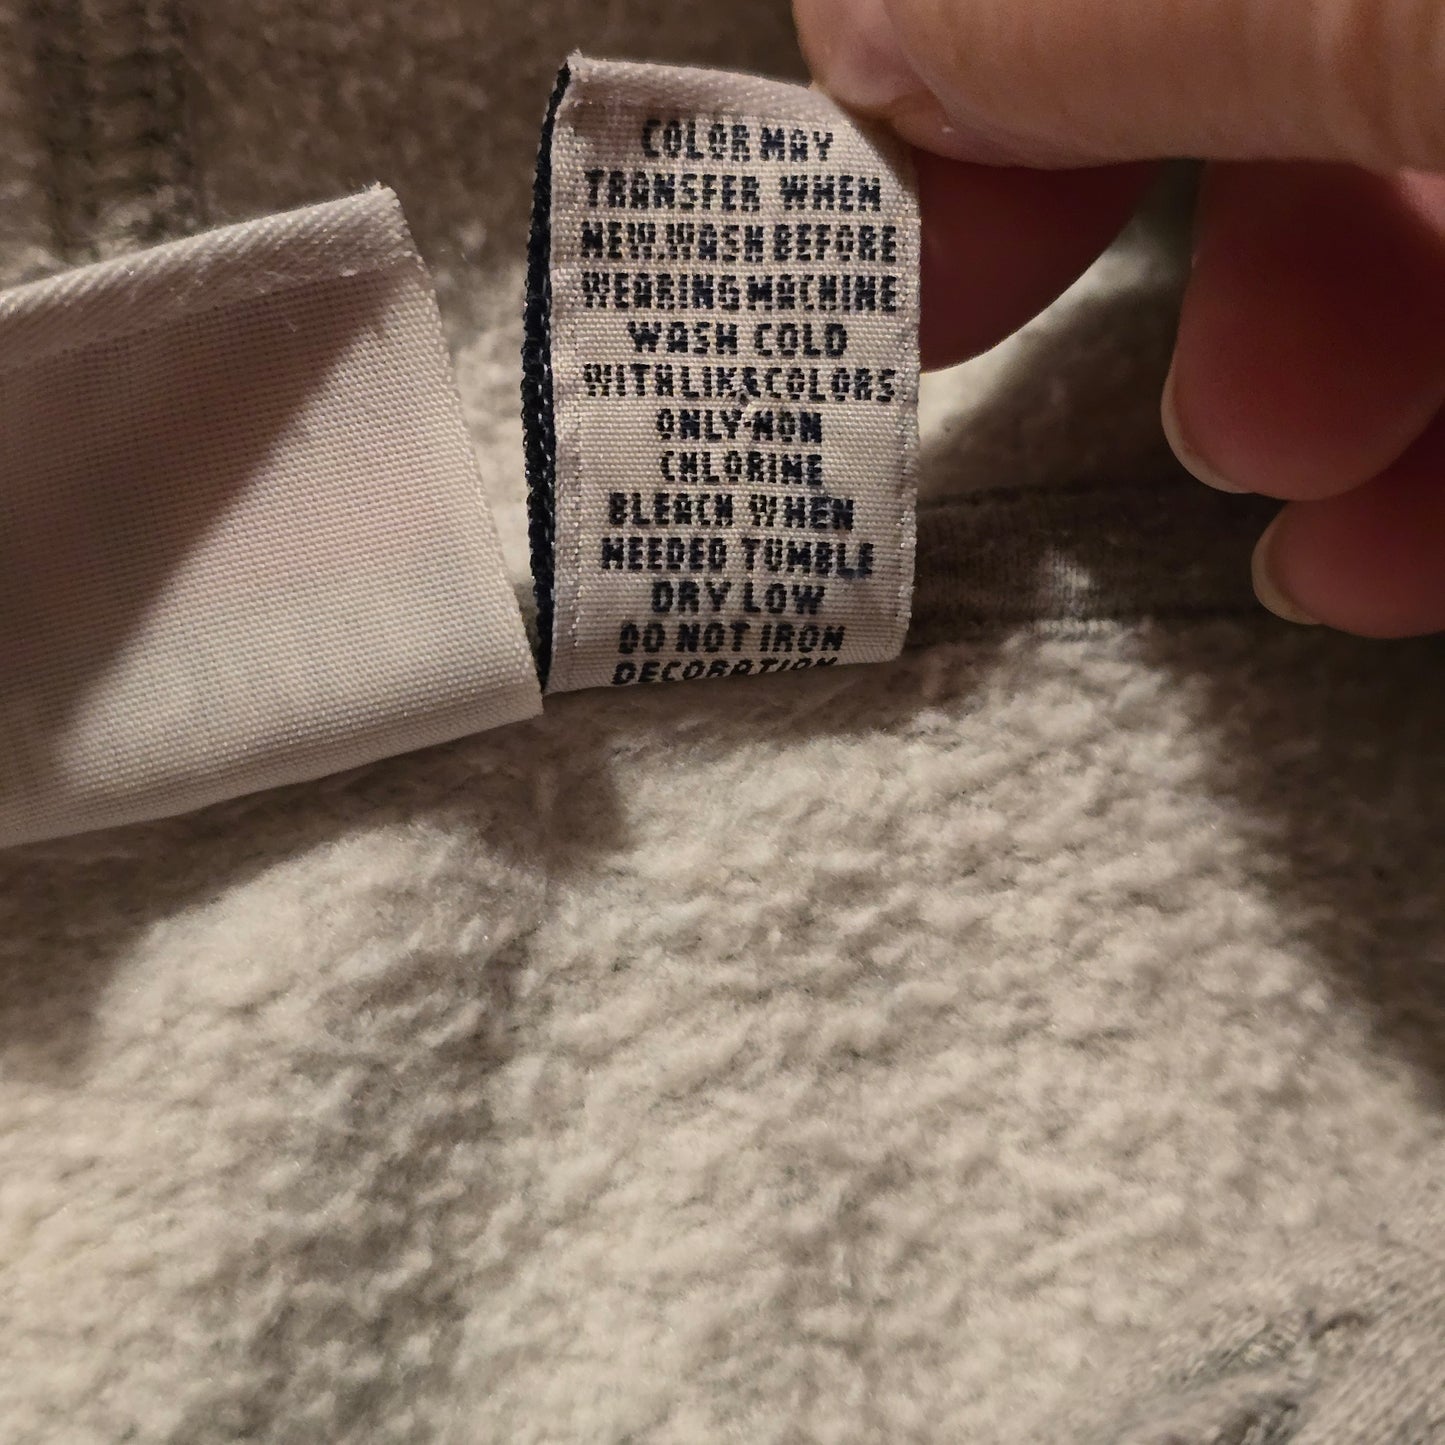 COLOR MAY
TRANSFER WHEN
NEW.WASH BEFORE
WEARING MACHINE
WASH COLD
WITH LIKE COLORS
ONLY NON
CHLORINE
BLEACH WHEN
NEEDED TUMBLE
DRY LOW
DO NOT IRON
DECORATION